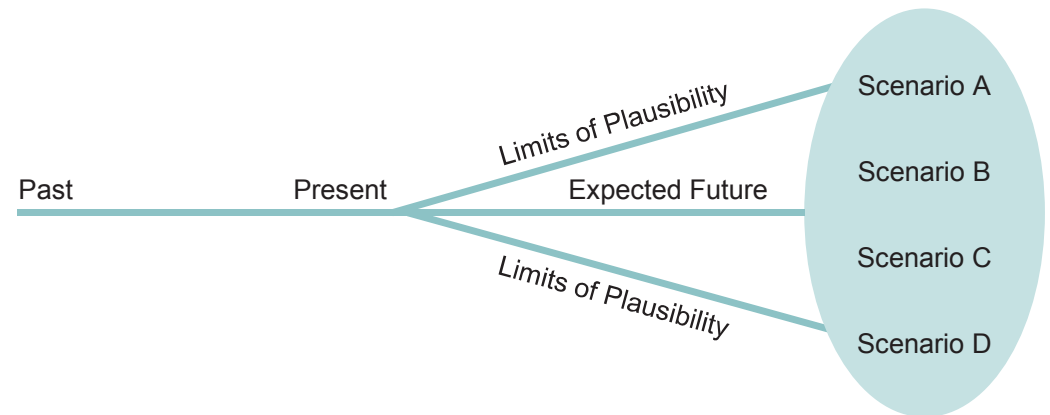 Past
Present
Limits of Plausibility
Expected Future
Limits of Plausibility
Scenario A
Scenario B
Scenario C
Scenario D